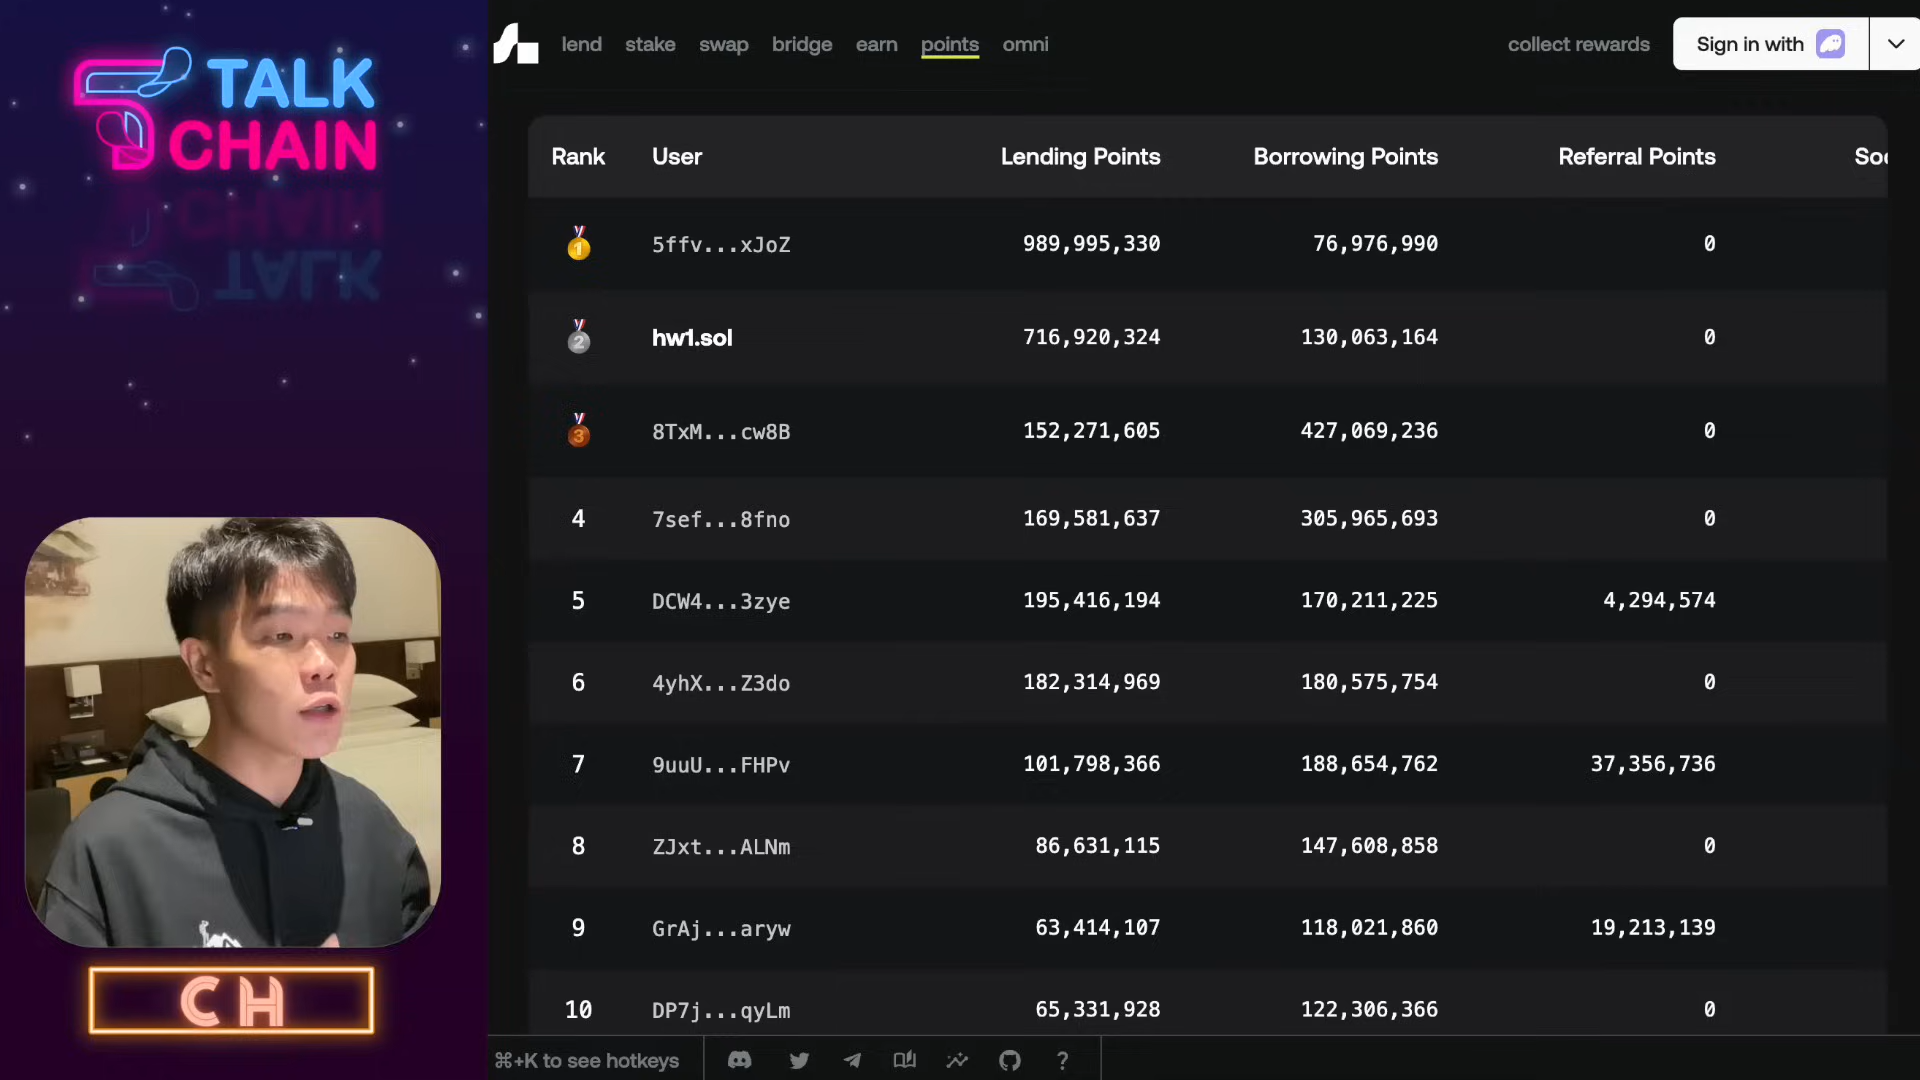 TALK
CHAIN
lend stake swap bridge earn points omni
collect rewards
Sign in with
Rank User Lending Points Borrowing Points Referral Points Soc
1 5ffv...xJoZ 989,995,330 76,976,990 0
2 hw1.sol 716,920,324 130,063,164 0
3 8TxM...cw8B 152,271,605 427,069,236 0
4 7sef...8fno 169,581,637 305,965,693 0
5 DCW4...3zye 195,416,194 170,211,225 4,294,574
6 4yhX...Z3do 182,314,969 180,575,754 0
7 9uuU...FHPv 101,798,366 188,654,762 37,356,736
8 ZJxt...ALNm 86,631,115 147,608,858 0
9 GrAj...aryw 63,414,107 118,021,860 19,213,139
10 DP7j...qyLm 65,331,928 122,306,366 0
CH
⌘+K to see hotkeys
?